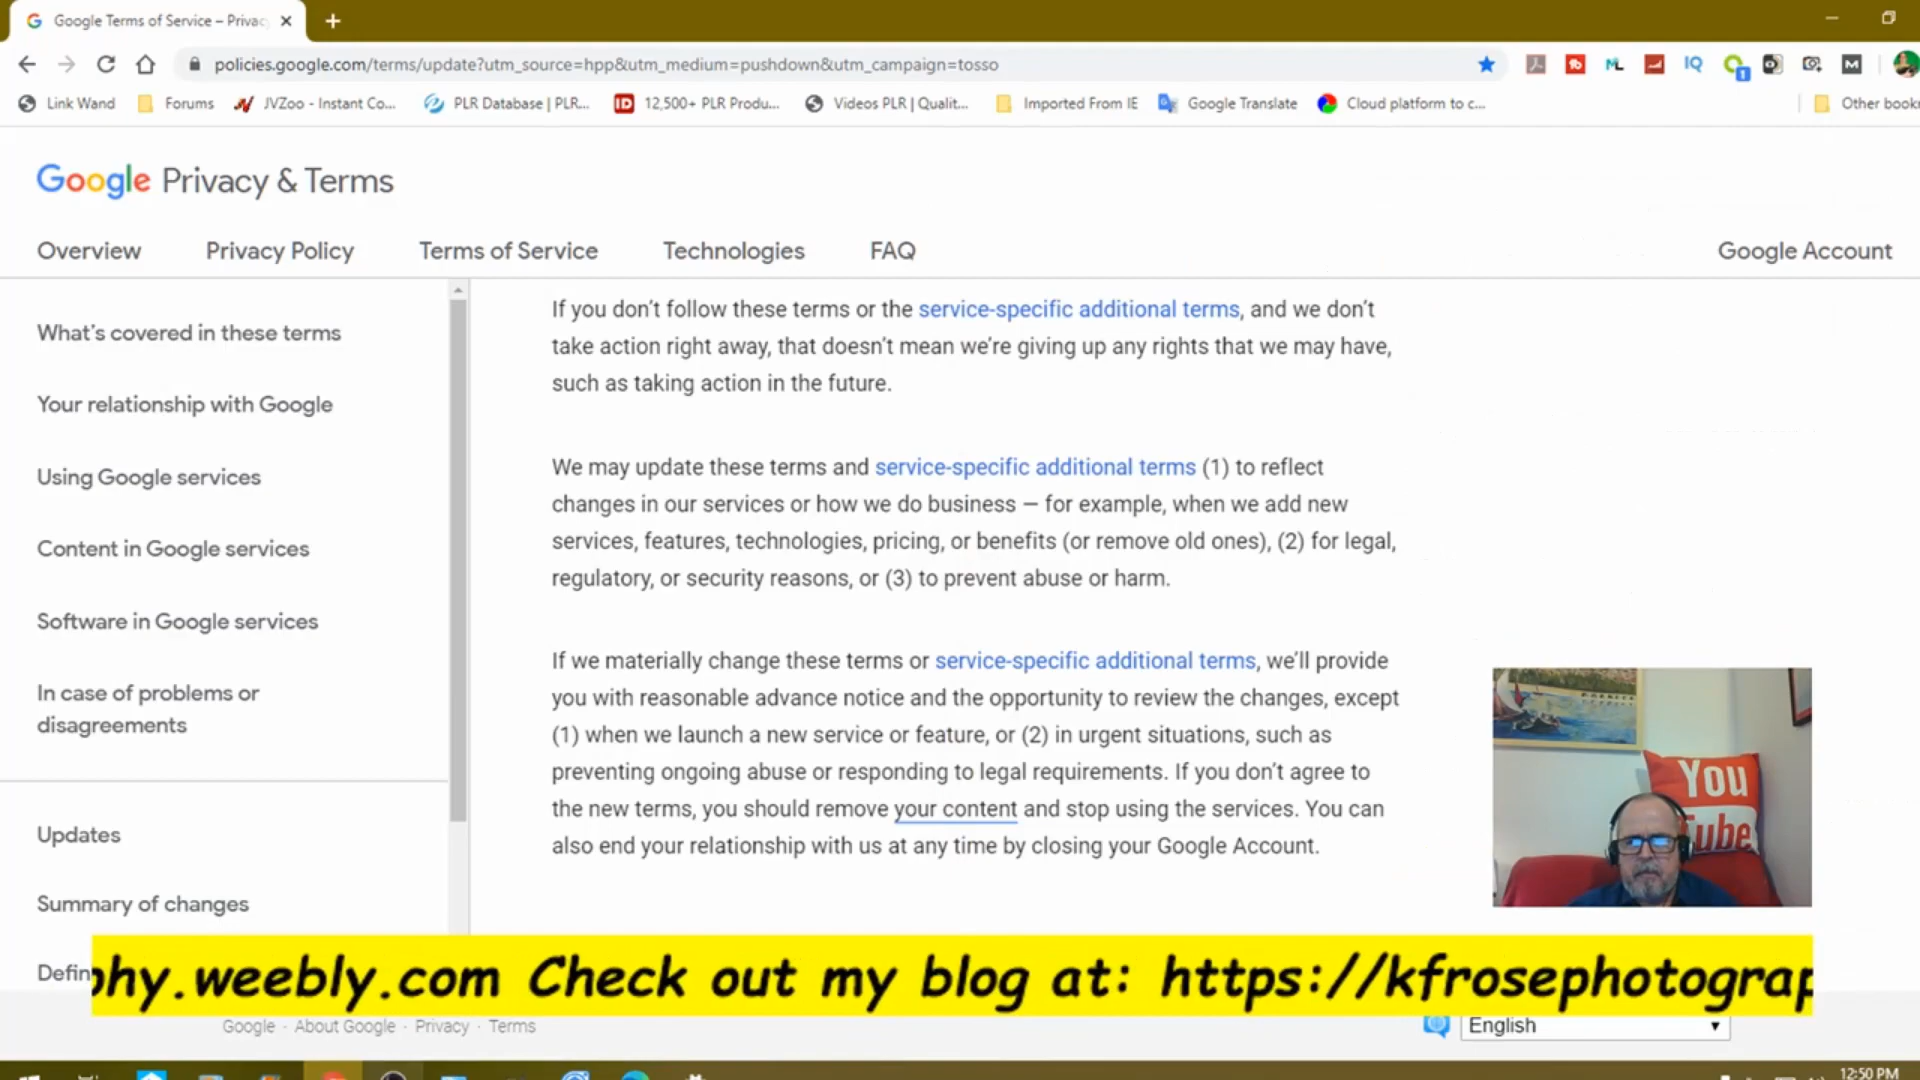 Google Terms of Service – Privac
policies.google.com/terms/update?utm_source=hpp&utm_medium=pushdown&utm_campaign=tosso
Link Wand
Forums
JVZoo - Instant Co...
PLR Database | PLR...
12,500+ PLR Produ...
Videos PLR | Qualit...
Imported From IE
Google Translate
Cloud platform to c...
Other book
Google Privacy & Terms
Overview
Privacy Policy
Terms of Service
Technologies
FAQ
Google Account
What's covered in these terms
Your relationship with Google
Using Google services
Content in Google services
Software in Google services
In case of problems or
disagreements
Updates
Summary of changes
Defin
If you don't follow these terms or the service-specific additional terms, and we don't
take action right away, that doesn't mean we're giving up any rights that we may have,
such as taking action in the future.
We may update these terms and service-specific additional terms (1) to reflect
changes in our services or how we do business — for example, when we add new
services, features, technologies, pricing, or benefits (or remove old ones), (2) for legal,
regulatory, or security reasons, or (3) to prevent abuse or harm.
If we materially change these terms or service-specific additional terms, we'll provide
you with reasonable advance notice and the opportunity to review the changes, except
(1) when we launch a new service or feature, or (2) in urgent situations, such as
preventing ongoing abuse or responding to legal requirements. If you don't agree to
the new terms, you should remove your content and stop using the services. You can
also end your relationship with us at any time by closing your Google Account.
You
Tube
phy.weebly.com Check out my blog at: https://kfrosephotograp
Google · About Google · Privacy · Terms
English
12:50 PM